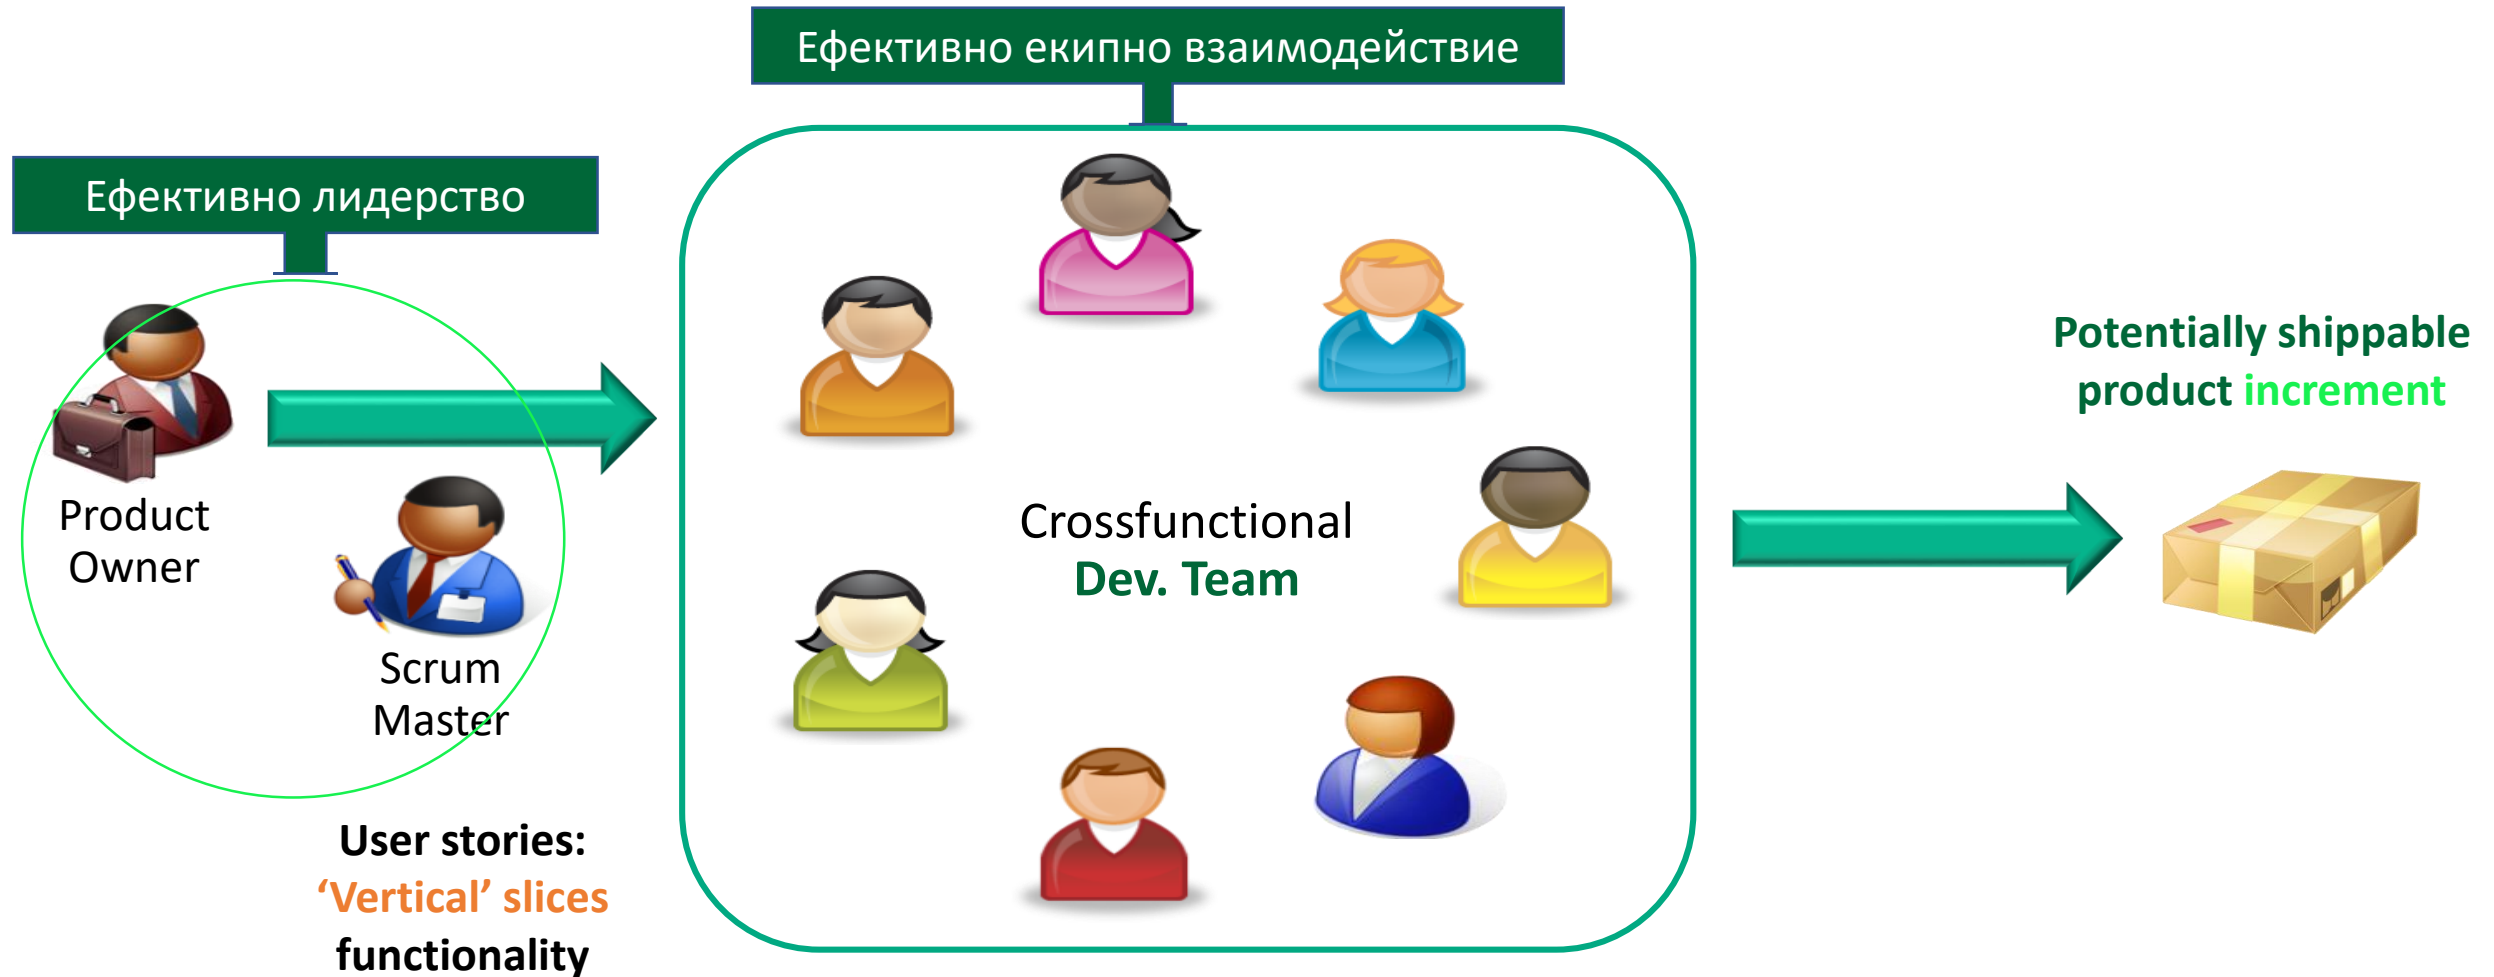 Ефективно екипно взаимодействие
Ефективно лидерство
Product
Owner
Scrum
Master
User stories:
‘Vertical’ slices
functionality
Crossfunctional
Dev. Team
Potentially shippable
product increment